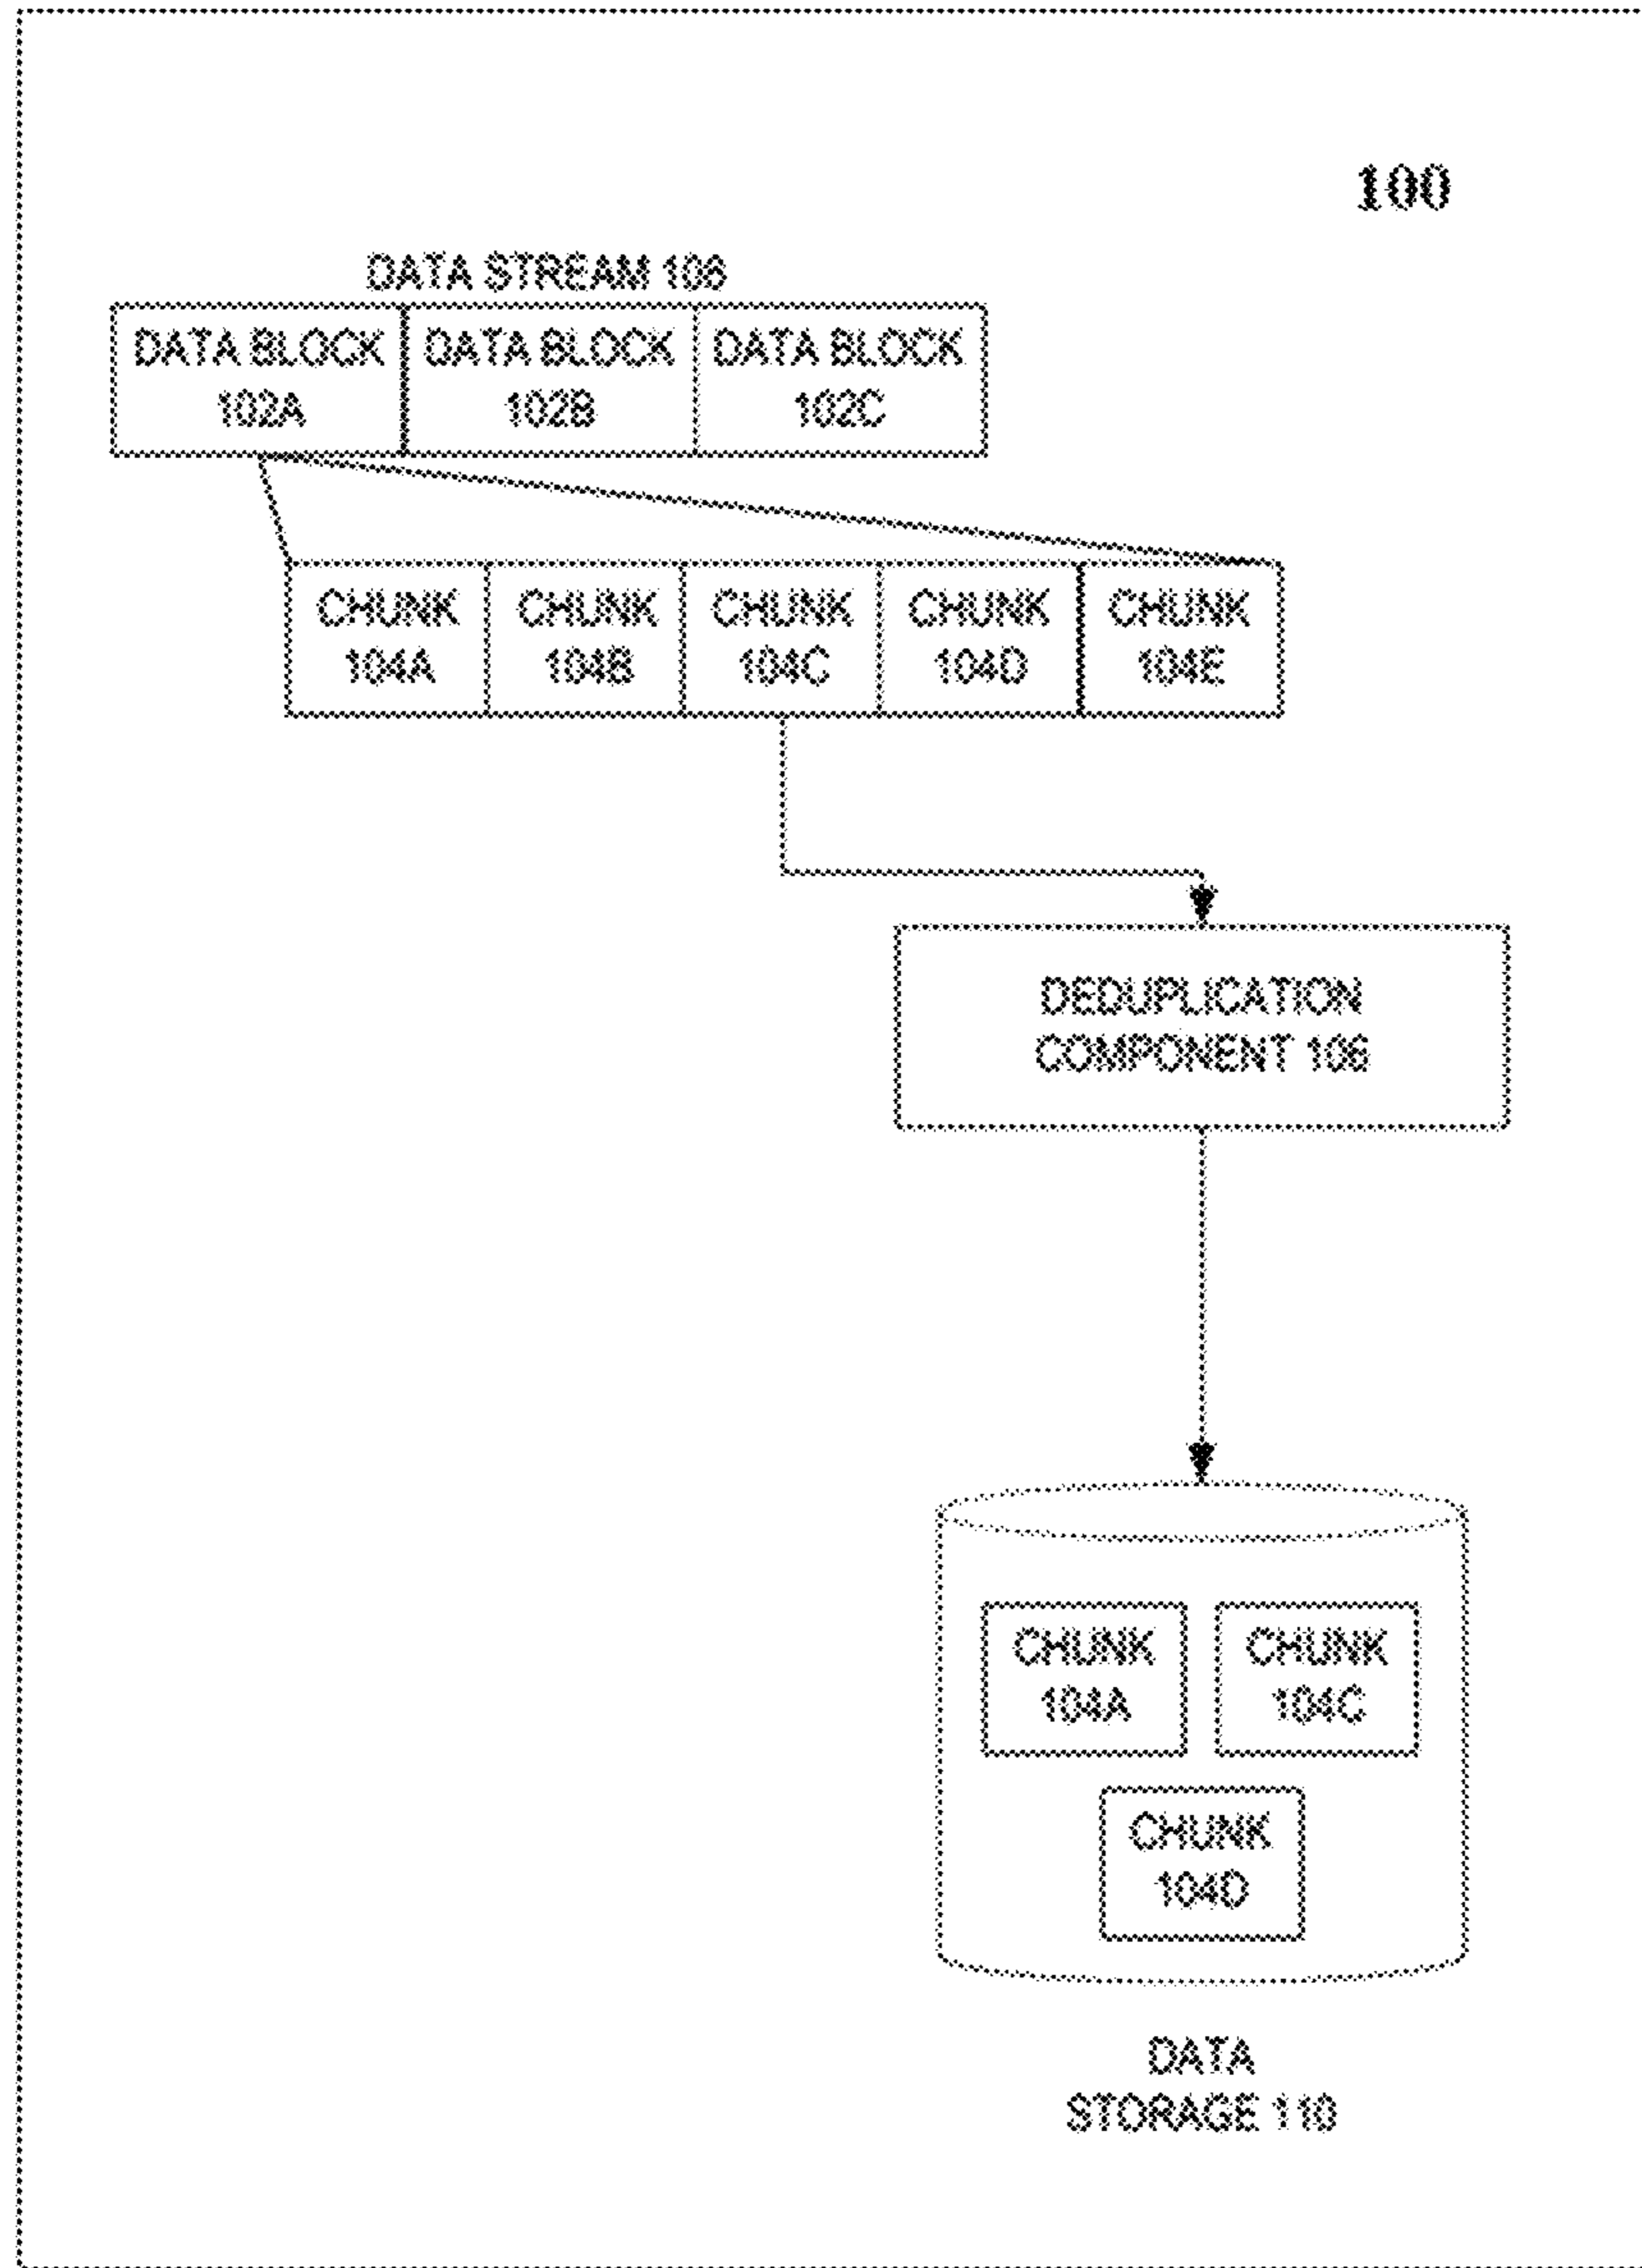 100
DATA STREAM 106
DATA BLOCK DATA BLOCK DATA BLOCK
102A 102B 102C
CHUNK CHUNK CHUNK CHUNK CHUNK
104A 104B 104C 104D 104E
DEDUPLICATION
COMPONENT 106
CHUNK CHUNK
104A 104C
CHUNK
104D
DATA
STORAGE 110